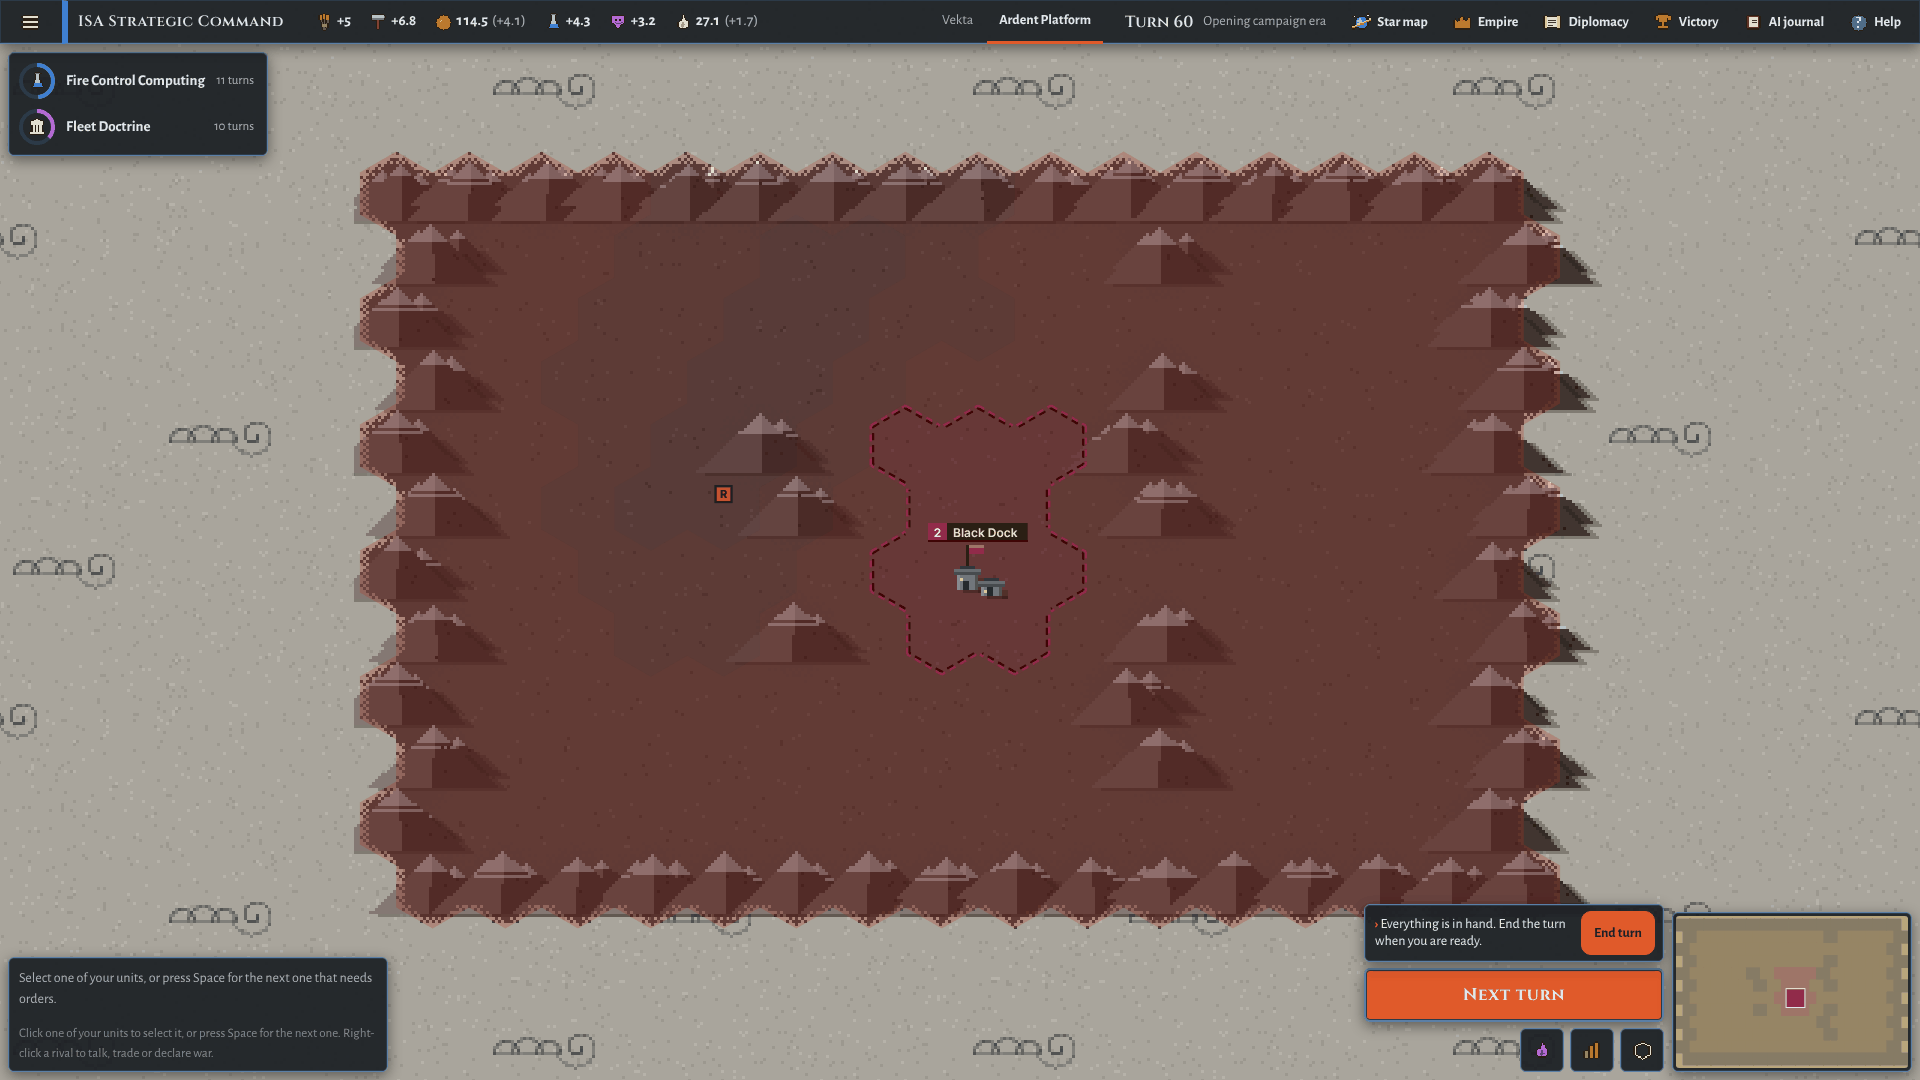 ISA Strategic Command
+5
+6.8
114.5 (+4.1)
+4.3
+3.2
27.1 (+1.7)
Vekta
Ardent Platform
Turn 60 Opening campaign era
Star map
Empire
Diplomacy
Victory
AI journal
Help
Fire Control Computing 11 turns
Fleet Doctrine 10 turns
R
2 Black Dock
› Everything is in hand. End the turn
when you are ready.
End turn
Next turn
Select one of your units, or press Space for the next one that needs
orders.
Click one of your units to select it, or press Space for the next one. Right-
click a rival to talk, trade or declare war.